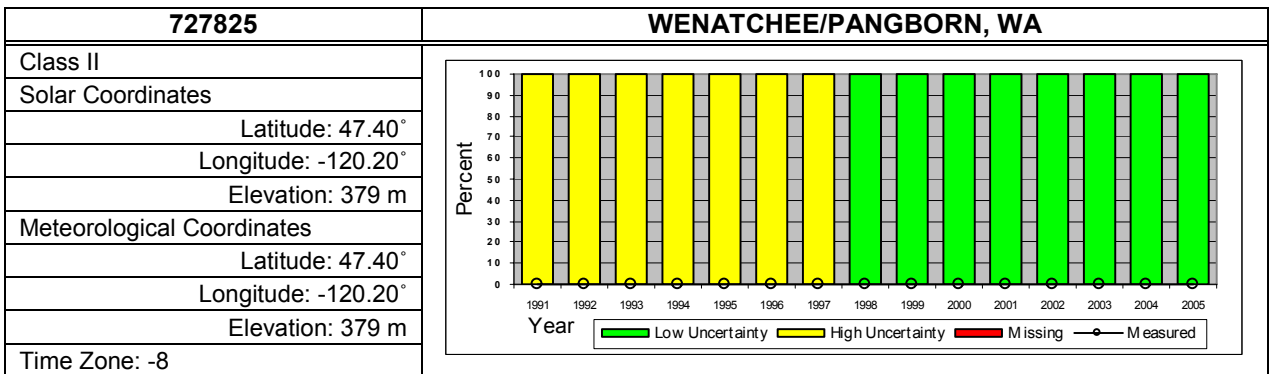 727825
WENATCHEE/PANGBORN, WA
Class II
Solar Coordinates
Latitude: 47.40˚
Longitude: -120.20˚
Elevation: 379 m
Meteorological Coordinates
Latitude: 47.40˚
Longitude: -120.20˚
Elevation: 379 m
Time Zone: -8
Percent
100
90
80
70
60
50
40
30
20
10
0
1991 1992 1993 1994 1995 1996 1997 1998 1999 2000 2001 2002 2003 2004 2005
Year
Low Uncertainty High Uncertainty Missing Measured